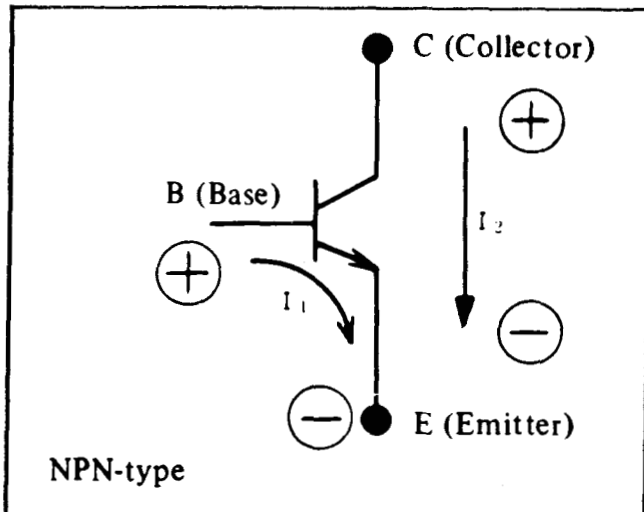 C (Collector)
+
B (Base)
I₂
+
I₁
−
−
E (Emitter)
NPN-type